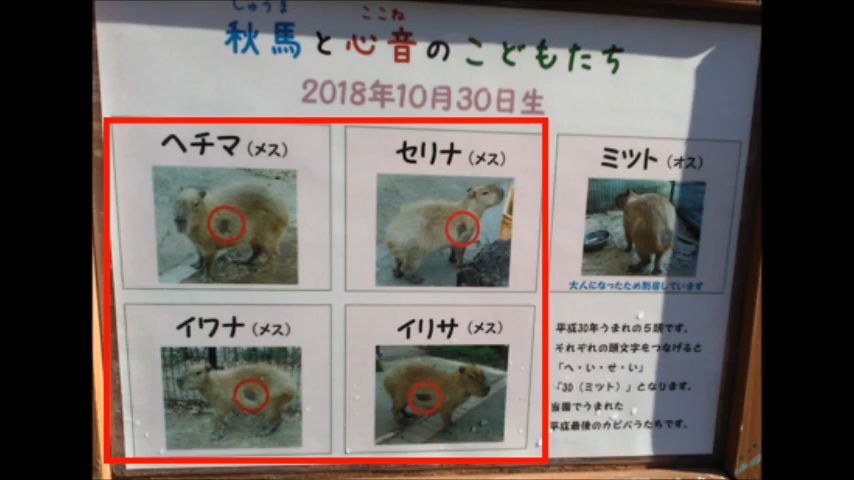 しゅうま ここね
秋馬と心音のこどもたち
2018年10月30日生
ヘチマ(メス)
セリナ(メス)
ミツト(オス)
大人になったため別居しています
イワナ(メス)
イリサ(メス)
平成30年うまれの5頭です。
それぞれの頭文字をつなげると
「へ・い・せ・い」
「30(ミツト)」となります。
当園でうまれた
平成最後のカピバラたちです。